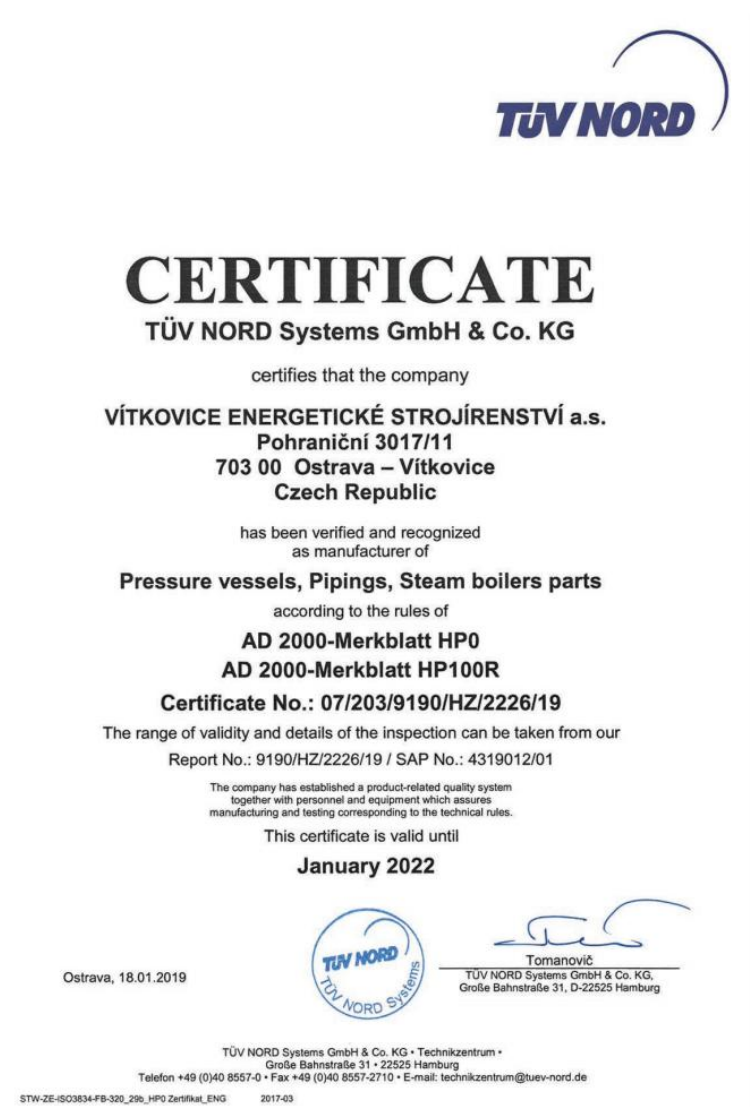 TÜV NORD
CERTIFICATE
TÜV NORD Systems GmbH & Co. KG
certifies that the company
VÍTKOVICE ENERGETICKÉ STROJÍRENSTVÍ a.s.
Pohraniční 3017/11
703 00 Ostrava – Vítkovice
Czech Republic
has been verified and recognized
as manufacturer of
Pressure vessels, Pipings, Steam boilers parts
according to the rules of
AD 2000-Merkblatt HP0
AD 2000-Merkblatt HP100R
Certificate No.: 07/203/9190/HZ/2226/19
The range of validity and details of the inspection can be taken from our
Report No.: 9190/HZ/2226/19 / SAP No.: 4319012/01
The company has established a product-related quality system
together with personnel and equipment which assures
manufacturing and testing corresponding to the technical rules.
This certificate is valid until
January 2022
TÜV NORD
TÜV NORD Systems
Ostrava, 18.01.2019
Tomanovič
TÜV NORD Systems GmbH & Co. KG,
Große Bahnstraße 31, D-22525 Hamburg
TÜV NORD Systems GmbH & Co. KG • Technikzentrum •
Große Bahnstraße 31 • 22525 Hamburg
Telefon +49 (0)40 8557-0 • Fax +49 (0)40 8557-2710 • E-mail: technikzentrum@tuev-nord.de
STW-ZE-ISO3834-FB-320_29b_HP0 Zertifikat_ENG 2017-03